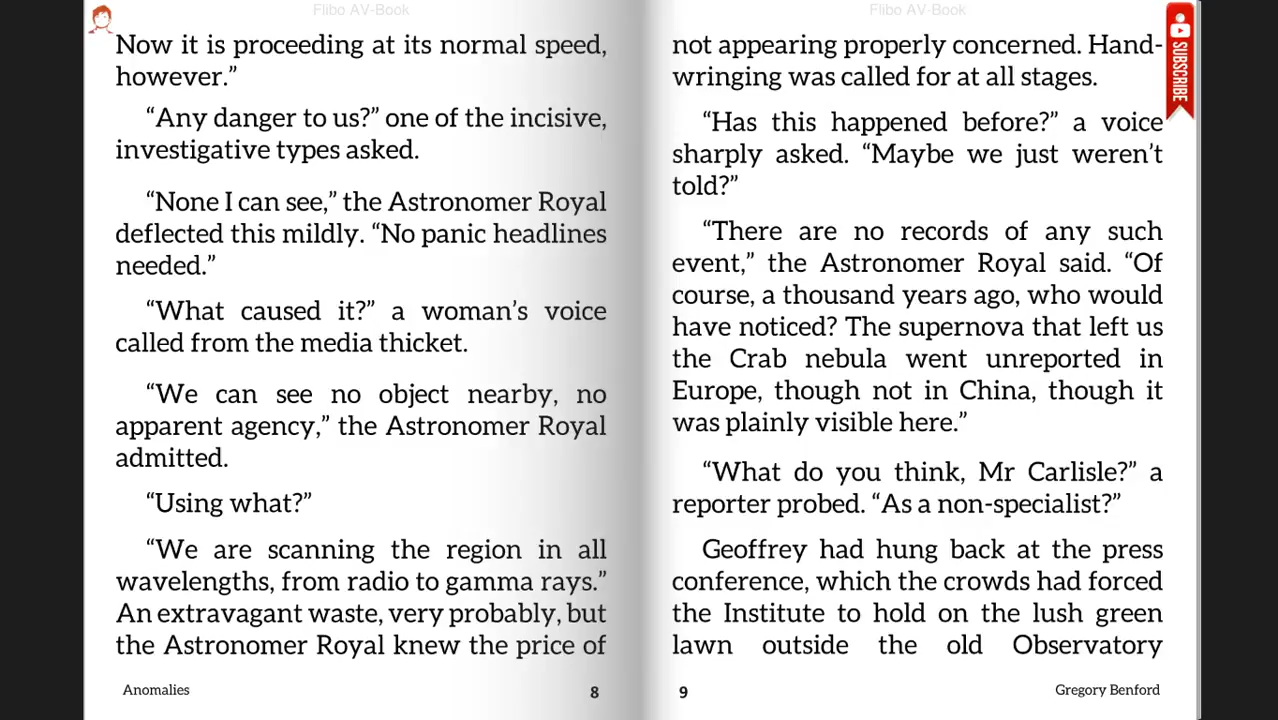 Flibo AV-Book
Now it is proceeding at its normal speed,
however.”
“Any danger to us?” one of the incisive,
investigative types asked.
“None I can see,” the Astronomer Royal
deflected this mildly. “No panic headlines
needed.”
“What caused it?” a woman’s voice
called from the media thicket.
“We can see no object nearby, no
apparent agency,” the Astronomer Royal
admitted.
“Using what?”
“We are scanning the region in all
wavelengths, from radio to gamma rays.”
An extravagant waste, very probably, but
the Astronomer Royal knew the price of
Anomalies
8
Flibo AV-Book
not appearing properly concerned. Hand-
wringing was called for at all stages.
“Has this happened before?” a voice
sharply asked. “Maybe we just weren’t
told?”
“There are no records of any such
event,” the Astronomer Royal said. “Of
course, a thousand years ago, who would
have noticed? The supernova that left us
the Crab nebula went unreported in
Europe, though not in China, though it
was plainly visible here.”
“What do you think, Mr Carlisle?” a
reporter probed. “As a non-specialist?”
Geoffrey had hung back at the press
conference, which the crowds had forced
the Institute to hold on the lush green
lawn outside the old Observatory
9
Gregory Benford
SUBSCRIBE